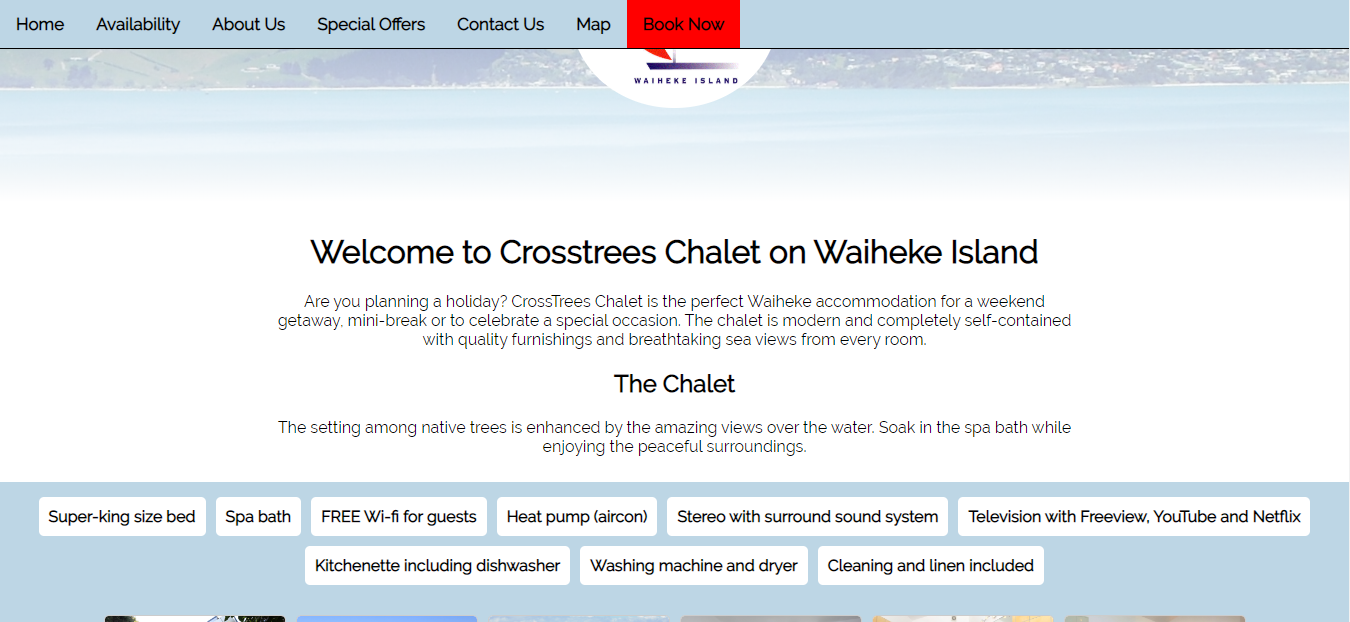 Home Availability About Us Special Offers Contact Us Map Book Now
WAIHEKE ISLAND
Welcome to Crosstrees Chalet on Waiheke Island
Are you planning a holiday? CrossTrees Chalet is the perfect Waiheke accommodation for a weekend
getaway, mini-break or to celebrate a special occasion. The chalet is modern and completely self-contained
with quality furnishings and breathtaking sea views from every room.
The Chalet
The setting among native trees is enhanced by the amazing views over the water. Soak in the spa bath while
enjoying the peaceful surroundings.
Super-king size bed Spa bath FREE Wi-fi for guests Heat pump (aircon) Stereo with surround sound system Television with Freeview, YouTube and Netflix
Kitchenette including dishwasher Washing machine and dryer Cleaning and linen included